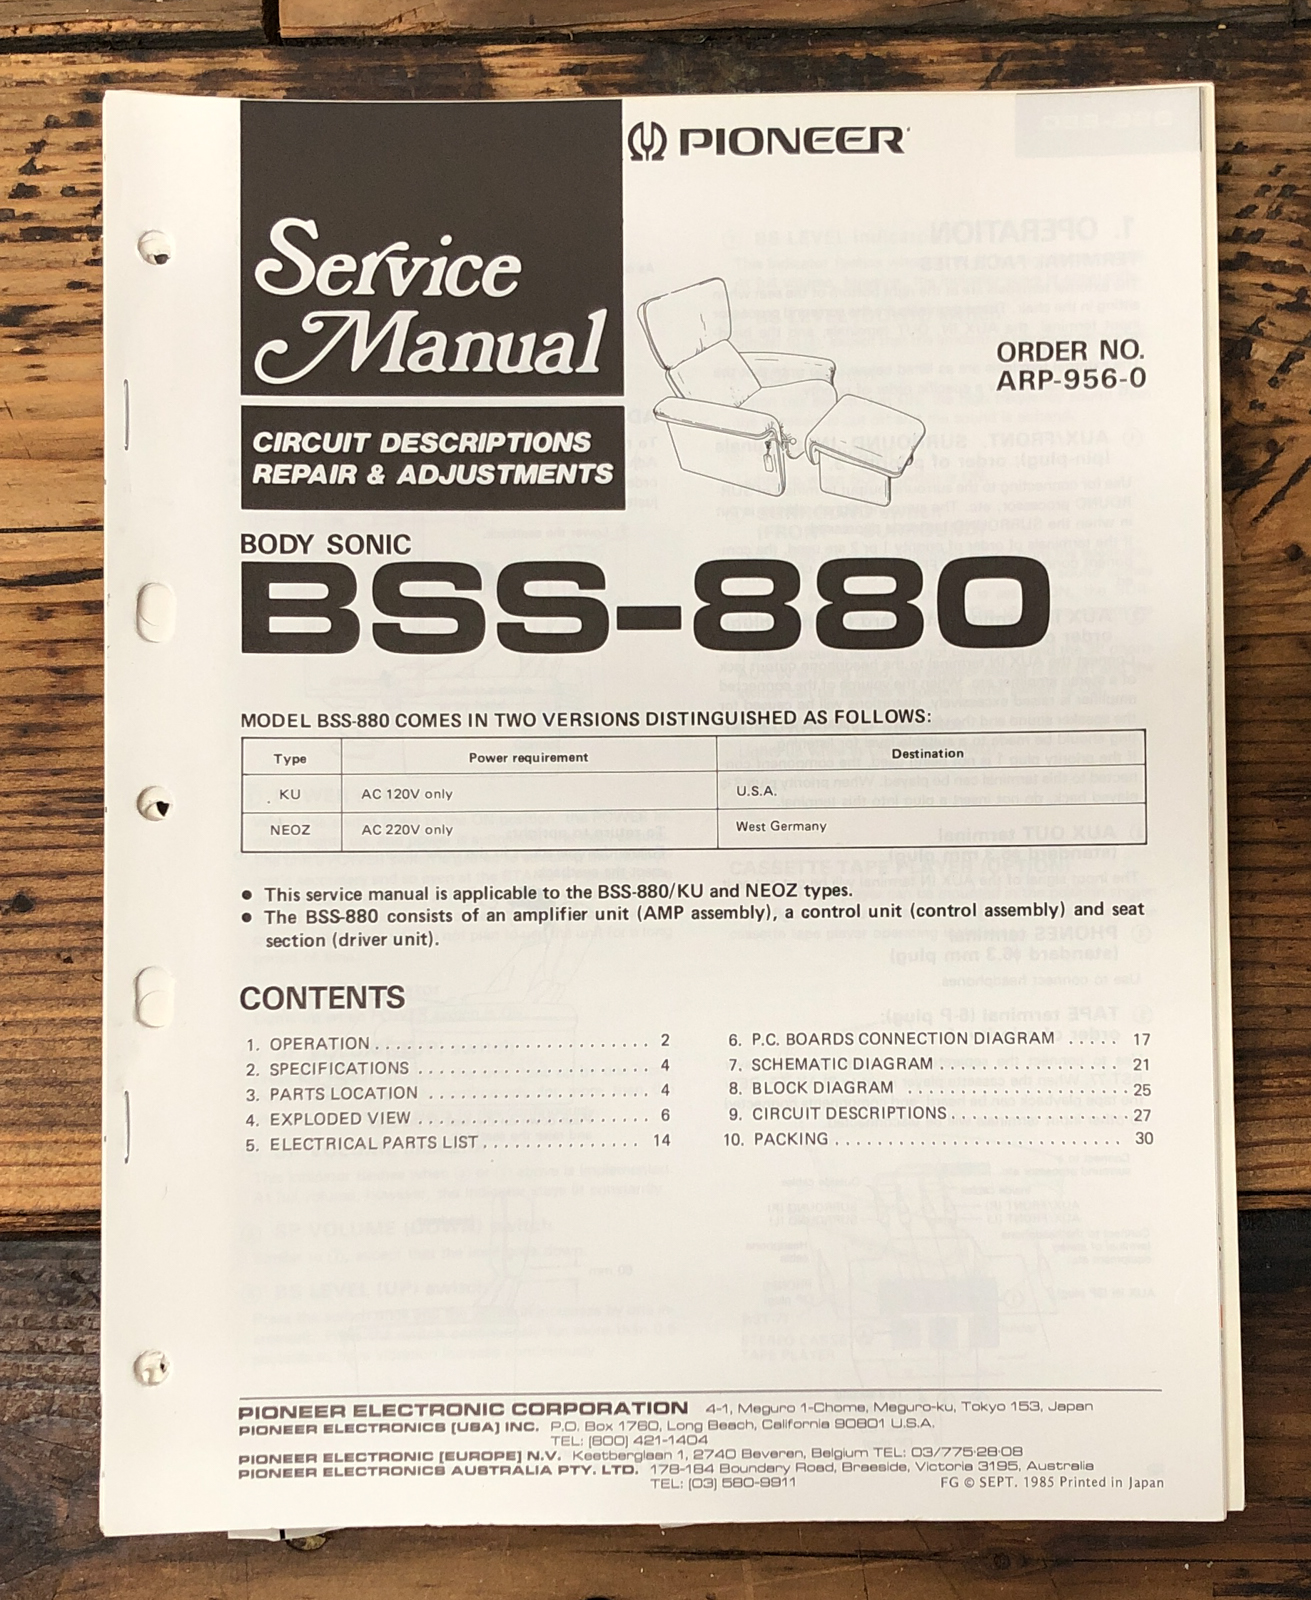 PIONEER
Service
Manual
CIRCUIT DESCRIPTIONS
REPAIR & ADJUSTMENTS
ORDER NO.
ARP-956-0
BODY SONIC
BSS-880
MODEL BSS-880 COMES IN TWO VERSIONS DISTINGUISHED AS FOLLOWS:
Type Power requirement Destination
KU AC 120V only U.S.A.
NEOZ AC 220V only West Germany
● This service manual is applicable to the BSS-880/KU and NEOZ types.
● The BSS-880 consists of an amplifier unit (AMP assembly), a control unit (control assembly) and seat
section (driver unit).
CONTENTS
1. OPERATION . . . . . . . . . . . . . . . . . . . . . . . . . . 2
2. SPECIFICATIONS . . . . . . . . . . . . . . . . . . . . . . 4
3. PARTS LOCATION . . . . . . . . . . . . . . . . . . . . . 4
4. EXPLODED VIEW . . . . . . . . . . . . . . . . . . . . . . 6
5. ELECTRICAL PARTS LIST . . . . . . . . . . . . . . . 14
6. P.C. BOARDS CONNECTION DIAGRAM . . . . . 17
7. SCHEMATIC DIAGRAM . . . . . . . . . . . . . . . . . 21
8. BLOCK DIAGRAM . . . . . . . . . . . . . . . . . . . . . 25
9. CIRCUIT DESCRIPTIONS . . . . . . . . . . . . . . . . 27
10. PACKING . . . . . . . . . . . . . . . . . . . . . . . . . . . 30
PIONEER ELECTRONIC CORPORATION 4-1, Meguro 1-Chome, Meguro-ku, Tokyo 153, Japan
PIONEER ELECTRONICS [USA] INC. P.O. Box 1760, Long Beach, California 90801 U.S.A.
TEL: [800] 421-1404
PIONEER ELECTRONIC [EUROPE] N.V. Keetberglaan 1, 2740 Beveren, Belgium TEL: 03/775·28·08
PIONEER ELECTRONICS AUSTRALIA PTY. LTD. 178-184 Boundary Road, Braeside, Victoria 3195, Australia
TEL: [03] 580-9911
FG © SEPT. 1985 Printed in Japan